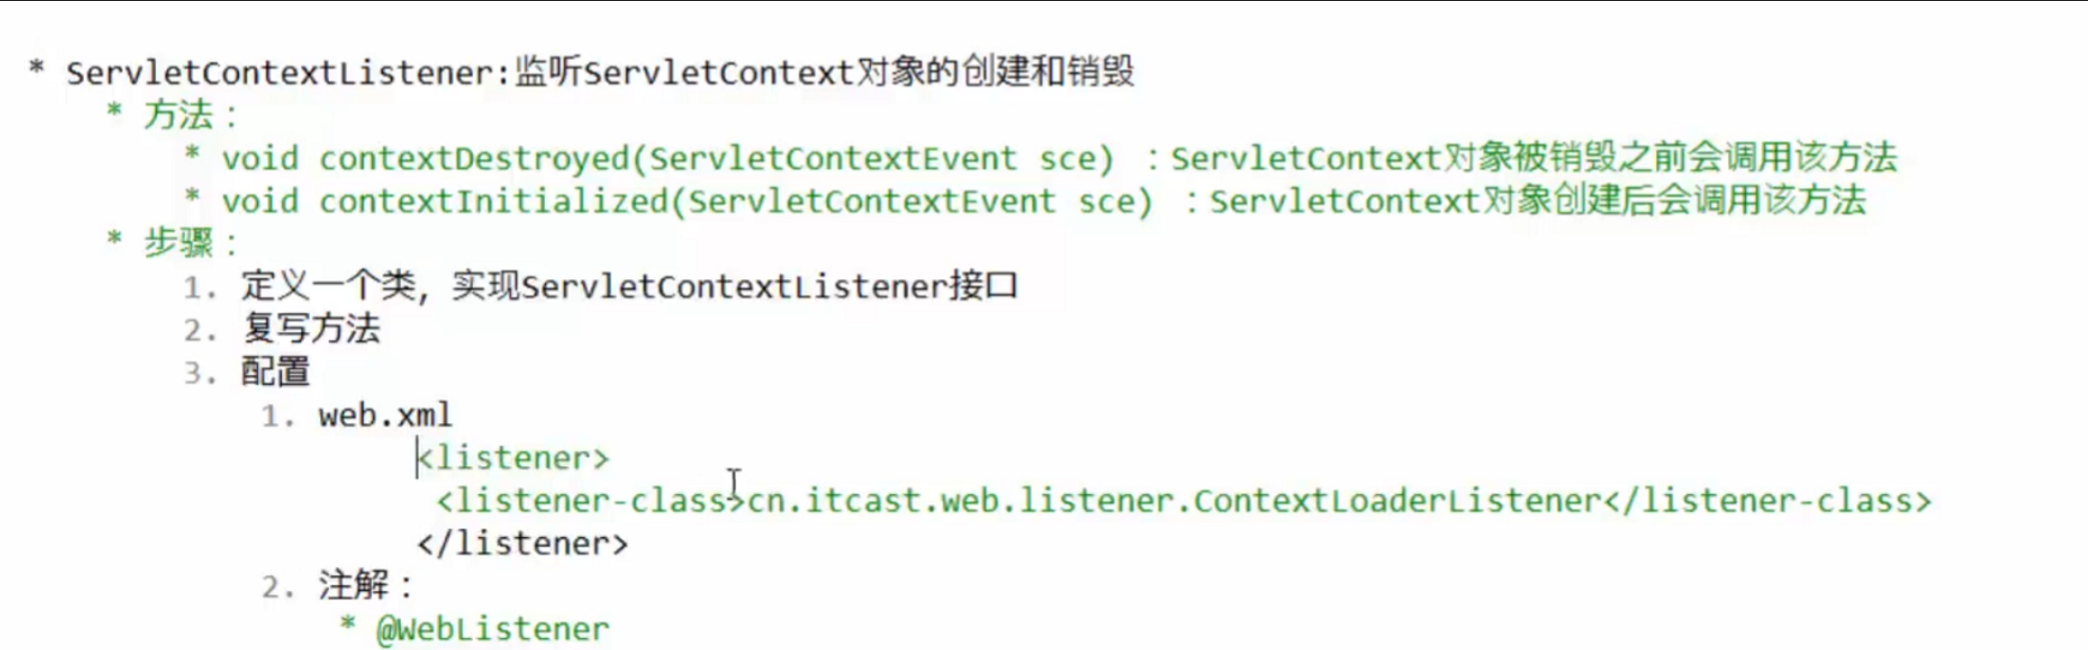 * ServletContextListener:监听ServletContext对象的创建和销毁
* 方法：
* void contextDestroyed(ServletContextEvent sce) ：ServletContext对象被销毁之前会调用该方法
* void contextInitialized(ServletContextEvent sce) ：ServletContext对象创建后会调用该方法
* 步骤：
1. 定义一个类，实现ServletContextListener接口
2. 复写方法
3. 配置
1. web.xml
<listener>
<listener-class>cn.itcast.web.listener.ContextLoaderListener</listener-class>
</listener>
2. 注解：
* @WebListener